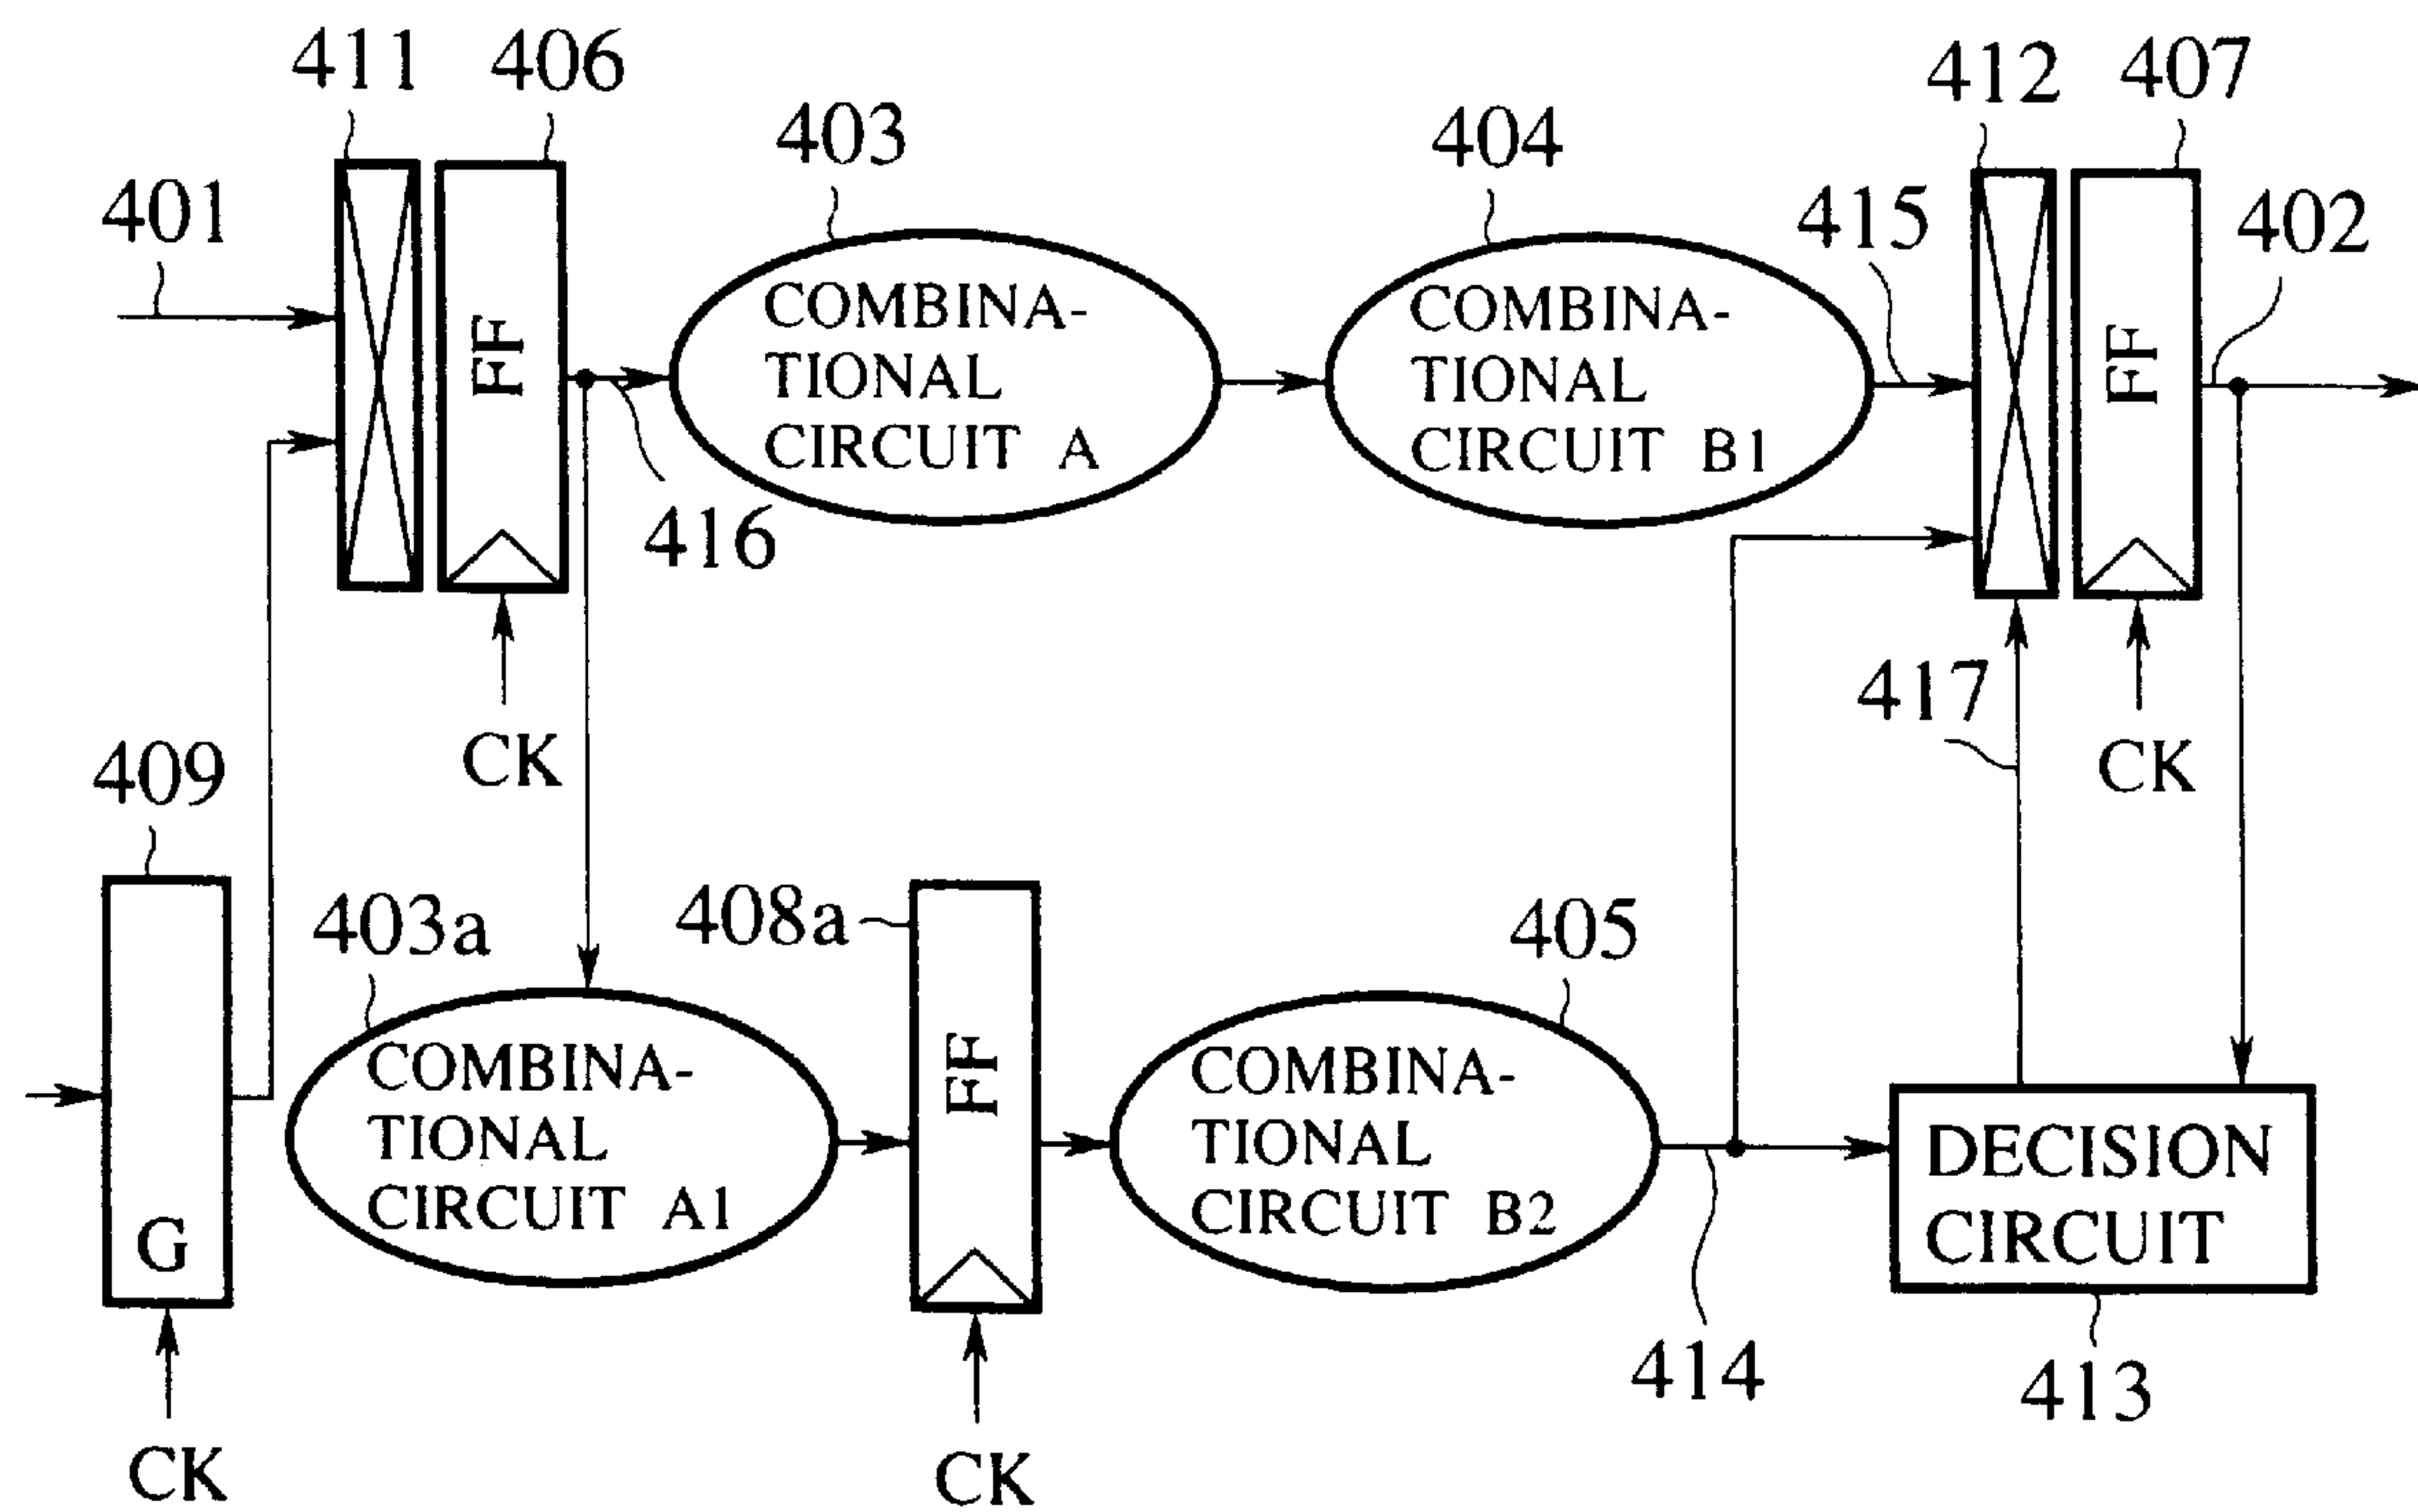 411
406
403
404
412
407
401
415
402
COMBINA-
TIONAL
CIRCUIT A
COMBINA-
TIONAL
CIRCUIT B1
FF
FF
416
417
CK
CK
409
403a
408a
405
G
COMBINA-
TIONAL
CIRCUIT A1
FF
COMBINA-
TIONAL
CIRCUIT B2
DECISION
CIRCUIT
414
413
CK
CK